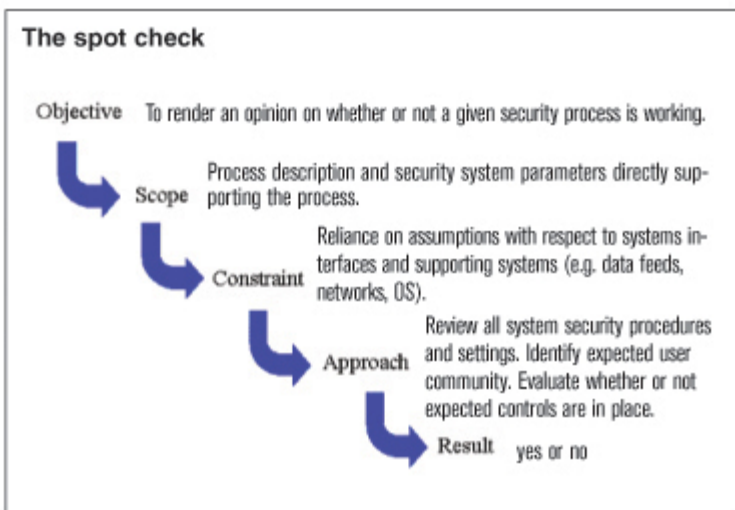 The spot check
Objective To render an opinion on whether or not a given security process is working.
Process description and security system parameters directly sup-
Scope porting the process.
Reliance on assumptions with respect to systems in-
Constraint terfaces and supporting systems (e.g. data feeds,
networks, OS).
Review all system security procedures
Approach and settings. Identify expected user
community. Evaluate whether or not
expected controls are in place.
Result yes or no